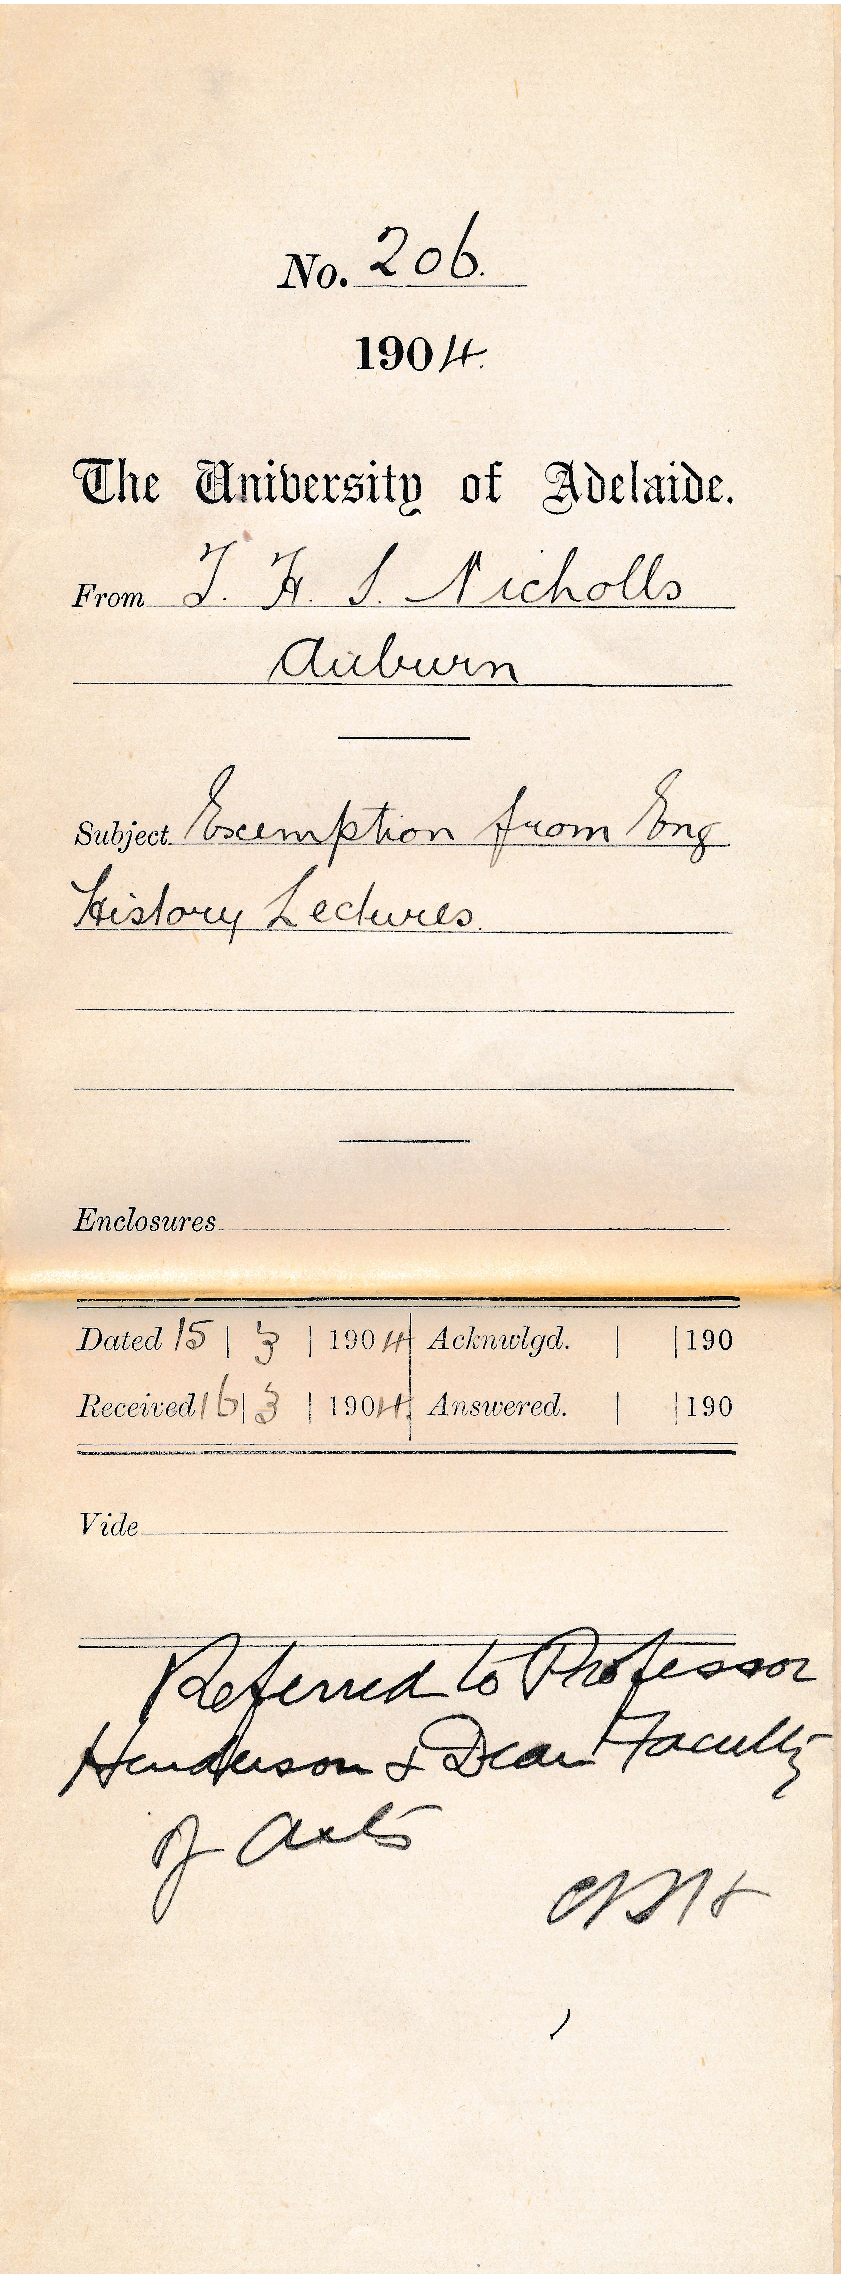 No. 206.
1904.
The University of Adelaide.
From T. H. S. Nicholls
Auburn
Subject. Exemption from Eng
History Lectures.
Enclosures
Dated 15 | 3 | 1904 Acknwlgd. | |190
Received 16 | 3 | 1904. Answered. | |190
Vide
Referred to Professor
Henderson & Dean Faculty
of Arts